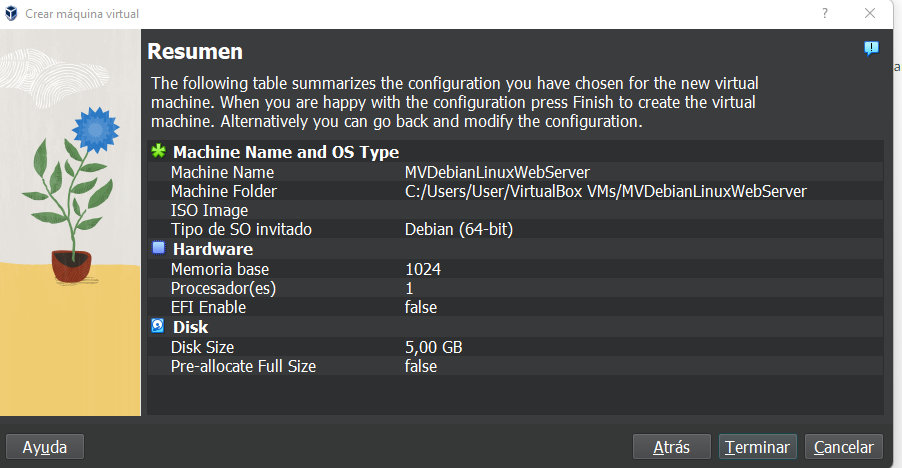 Crear máquina virtual
?
Resumen
a
The following table summarizes the configuration you have chosen for the new virtual
machine. When you are happy with the configuration press Finish to create the virtual
machine. Alternatively you can go back and modify the configuration.
Machine Name and OS Type
Machine Name MVDebianLinuxWebServer
Machine Folder C:/Users/User/VirtualBox VMs/MVDebianLinuxWebServer
ISO Image
Tipo de SO invitado Debian (64-bit)
Hardware
Memoria base 1024
Procesador(es) 1
EFI Enable false
Disk
Disk Size 5,00 GB
Pre-allocate Full Size false
Ayuda Atrás Terminar Cancelar